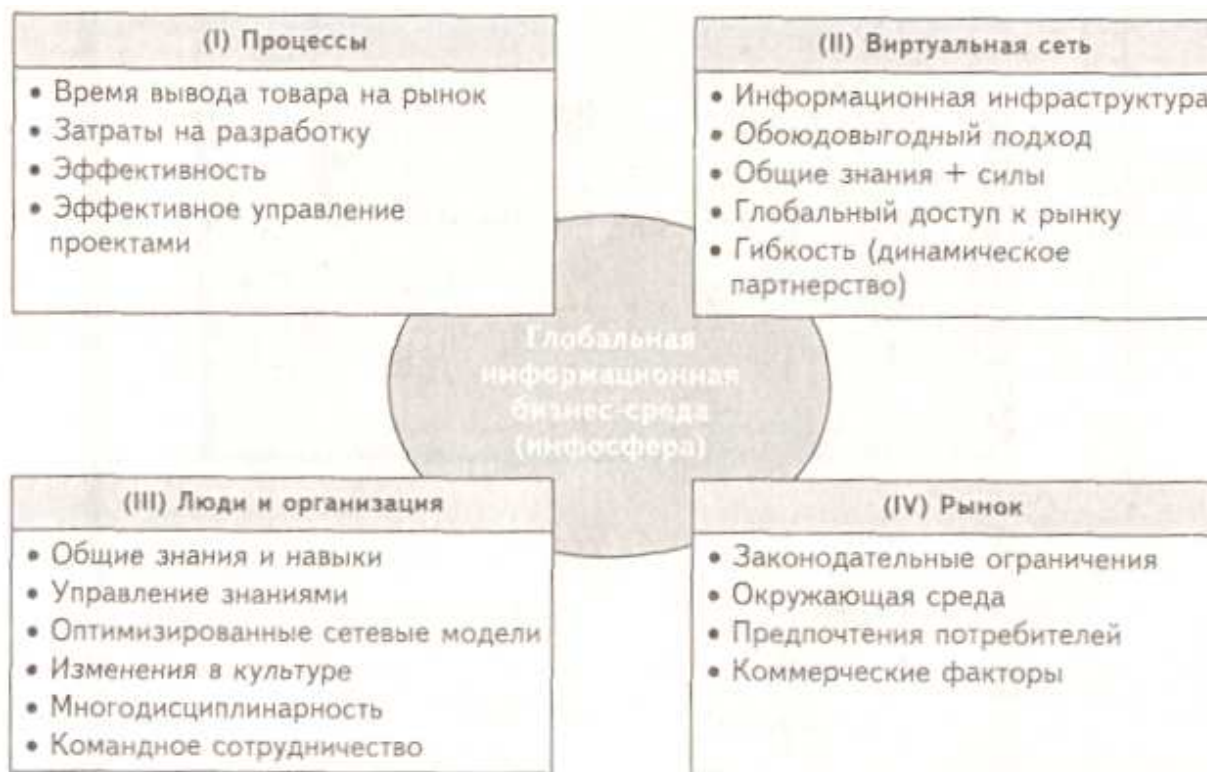 (I) Процессы
• Время вывода товара на рынок
• Затраты на разработку
• Эффективность
• Эффективное управление
проектами
(II) Виртуальная сеть
• Информационная инфраструктура
• Обоюдовыгодный подход
• Общие знания + силы
• Глобальный доступ к рынку
• Гибкость (динамическое
партнерство)
Глобальная
информационная
бизнес-среда
(инфосфера)
(III) Люди и организация
• Общие знания и навыки
• Управление знаниями
• Оптимизированные сетевые модели
• Изменения в культуре
• Многодисциплинарность
• Командное сотрудничество
(IV) Рынок
• Законодательные ограничения
• Окружающая среда
• Предпочтения потребителей
• Коммерческие факторы